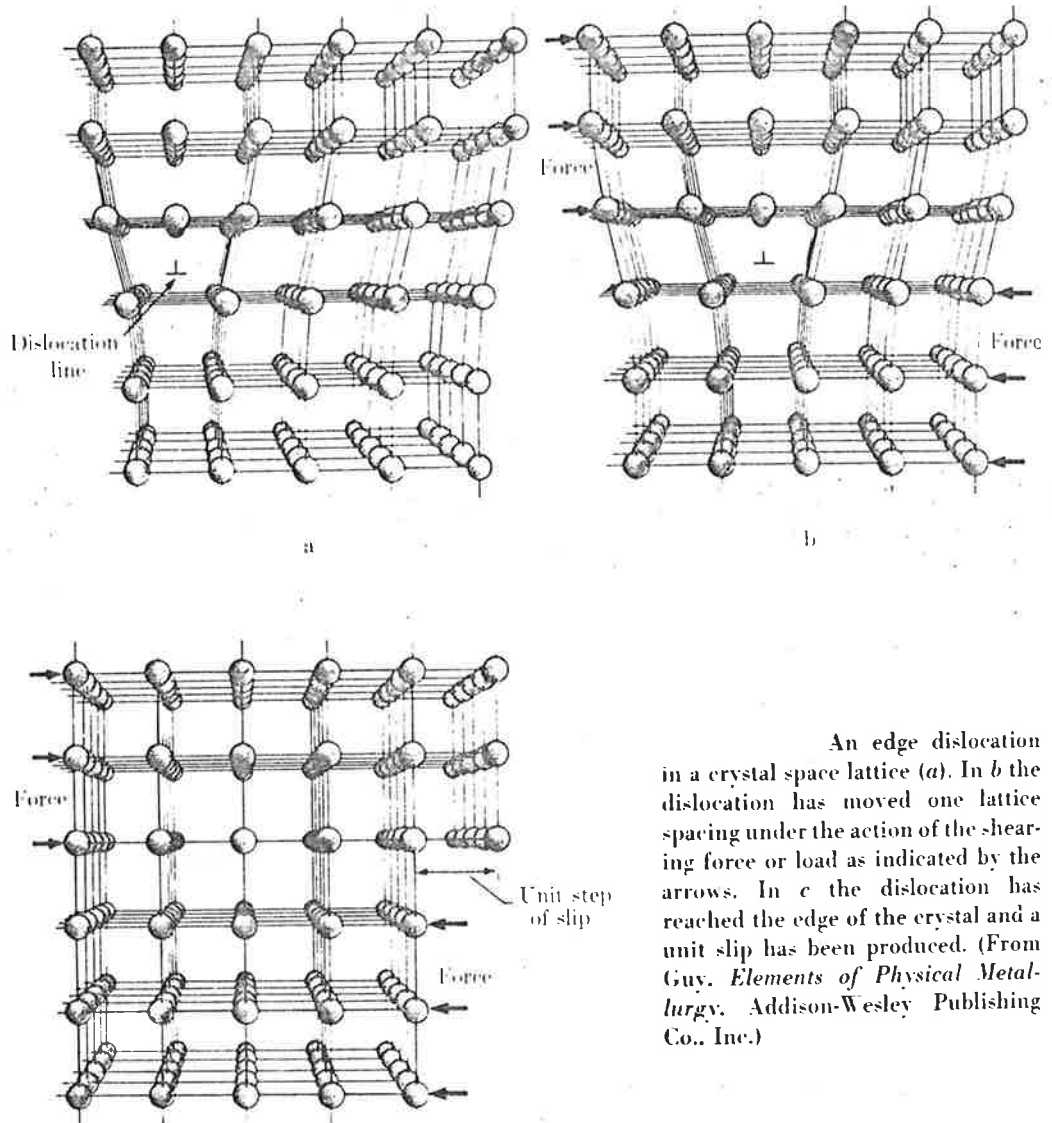 Force
⊥
⊥
Dislocation
line
Force
a
b
Force
Unit step
of slip
Force
An edge dislocation
in a crystal space lattice (a). In b the
dislocation has moved one lattice
spacing under the action of the shear-
ing force or load as indicated by the
arrows. In c the dislocation has
reached the edge of the crystal and a
unit slip has been produced. (From
Guy. Elements of Physical Metal-
lurgy. Addison-Wesley Publishing
Co.. Inc.)